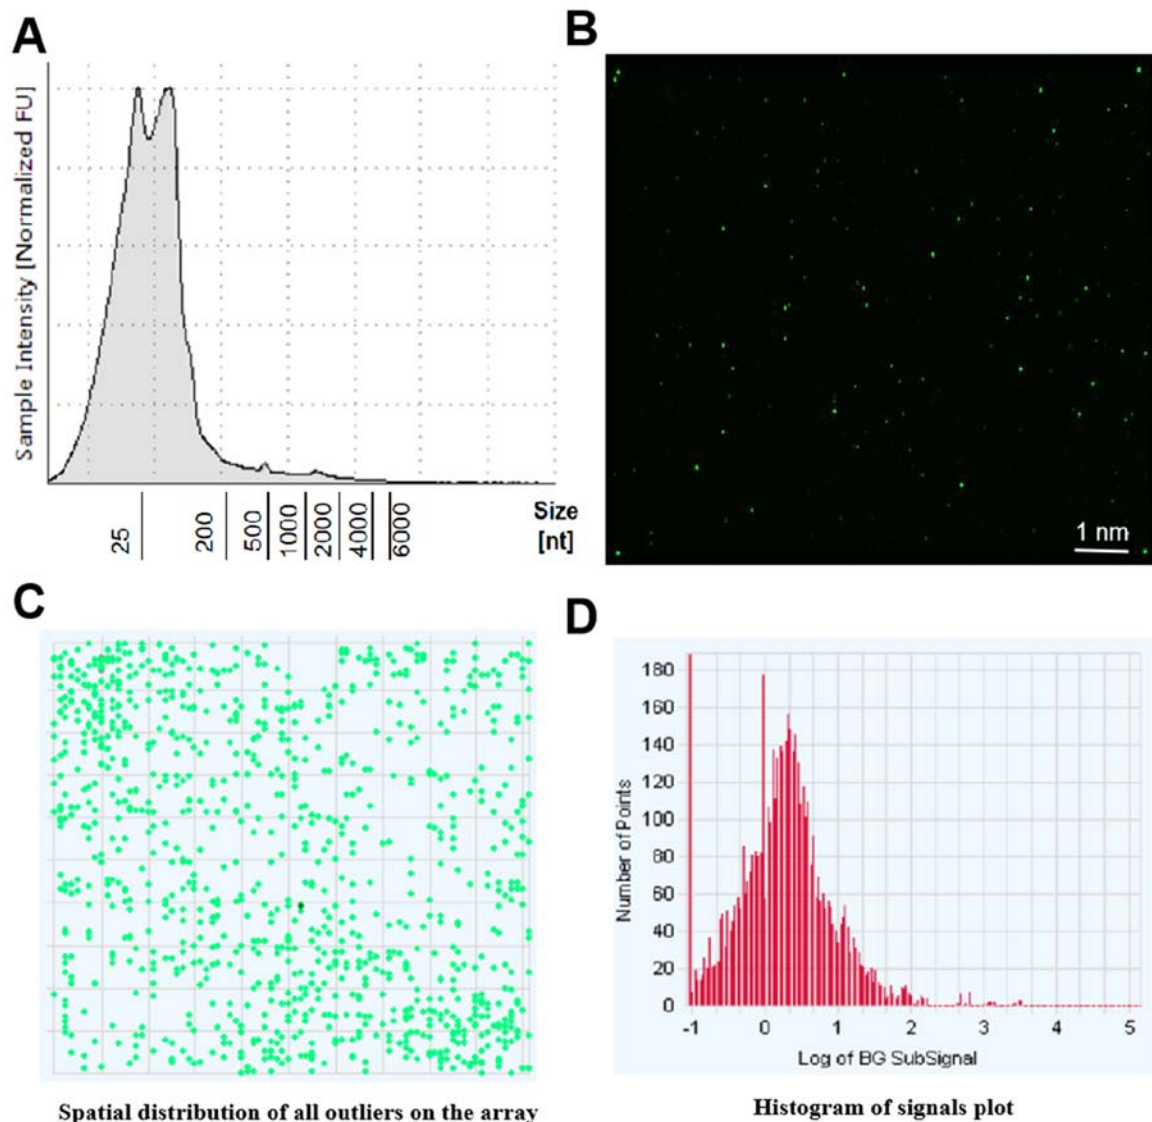 A
Sample Intensity [Normalized FU]
25
200
500
1000
2000
4000
6000
Size
[nt]
B
1 nm
C
Spatial distribution of all outliers on the array
D
Number of Points
180
160
140
120
100
80
60
40
20
0
-1 0 1 2 3 4 5
Log of BG SubSignal
Histogram of signals plot